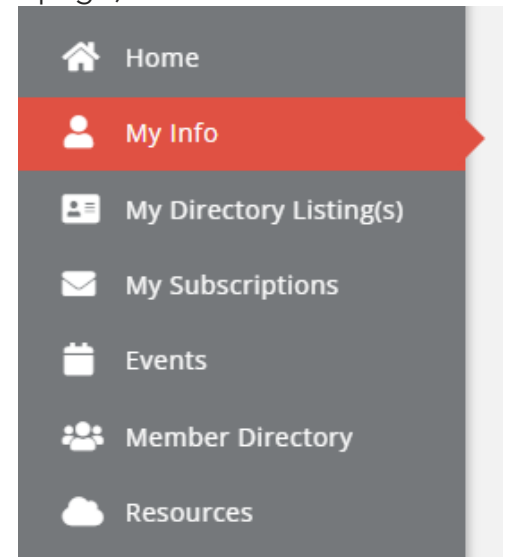 Home
My Info
My Directory Listing(s)
My Subscriptions
Events
Member Directory
Resources